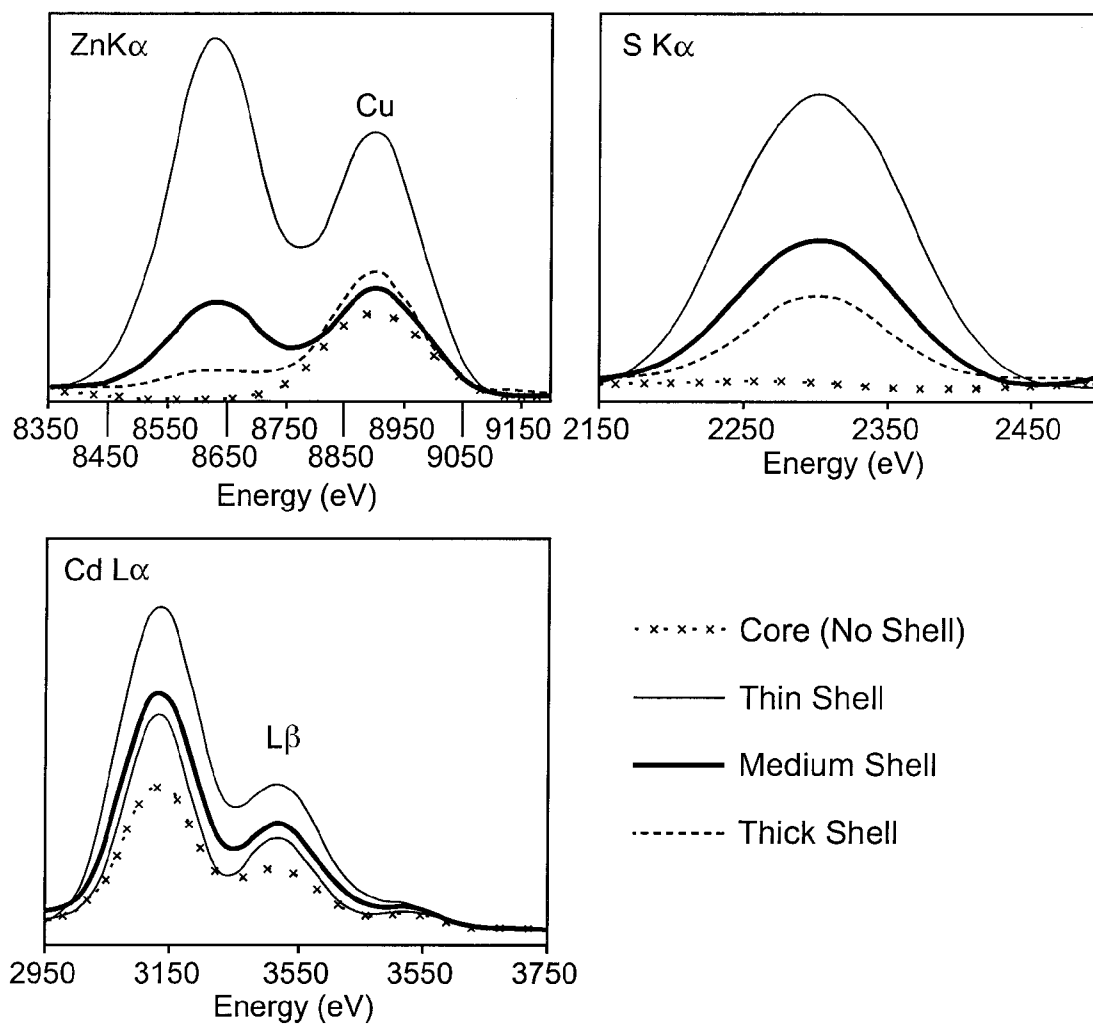 ZnKα
Cu
8350 8550 8750 8950 9150
8450 8650 8850 9050
Energy (eV)
S Kα
2150 2250 2350 2450
Energy (eV)
Cd Lα
Lβ
2950 3150 3550 3550 3750
Energy (eV)
Core (No Shell)
Thin Shell
Medium Shell
Thick Shell